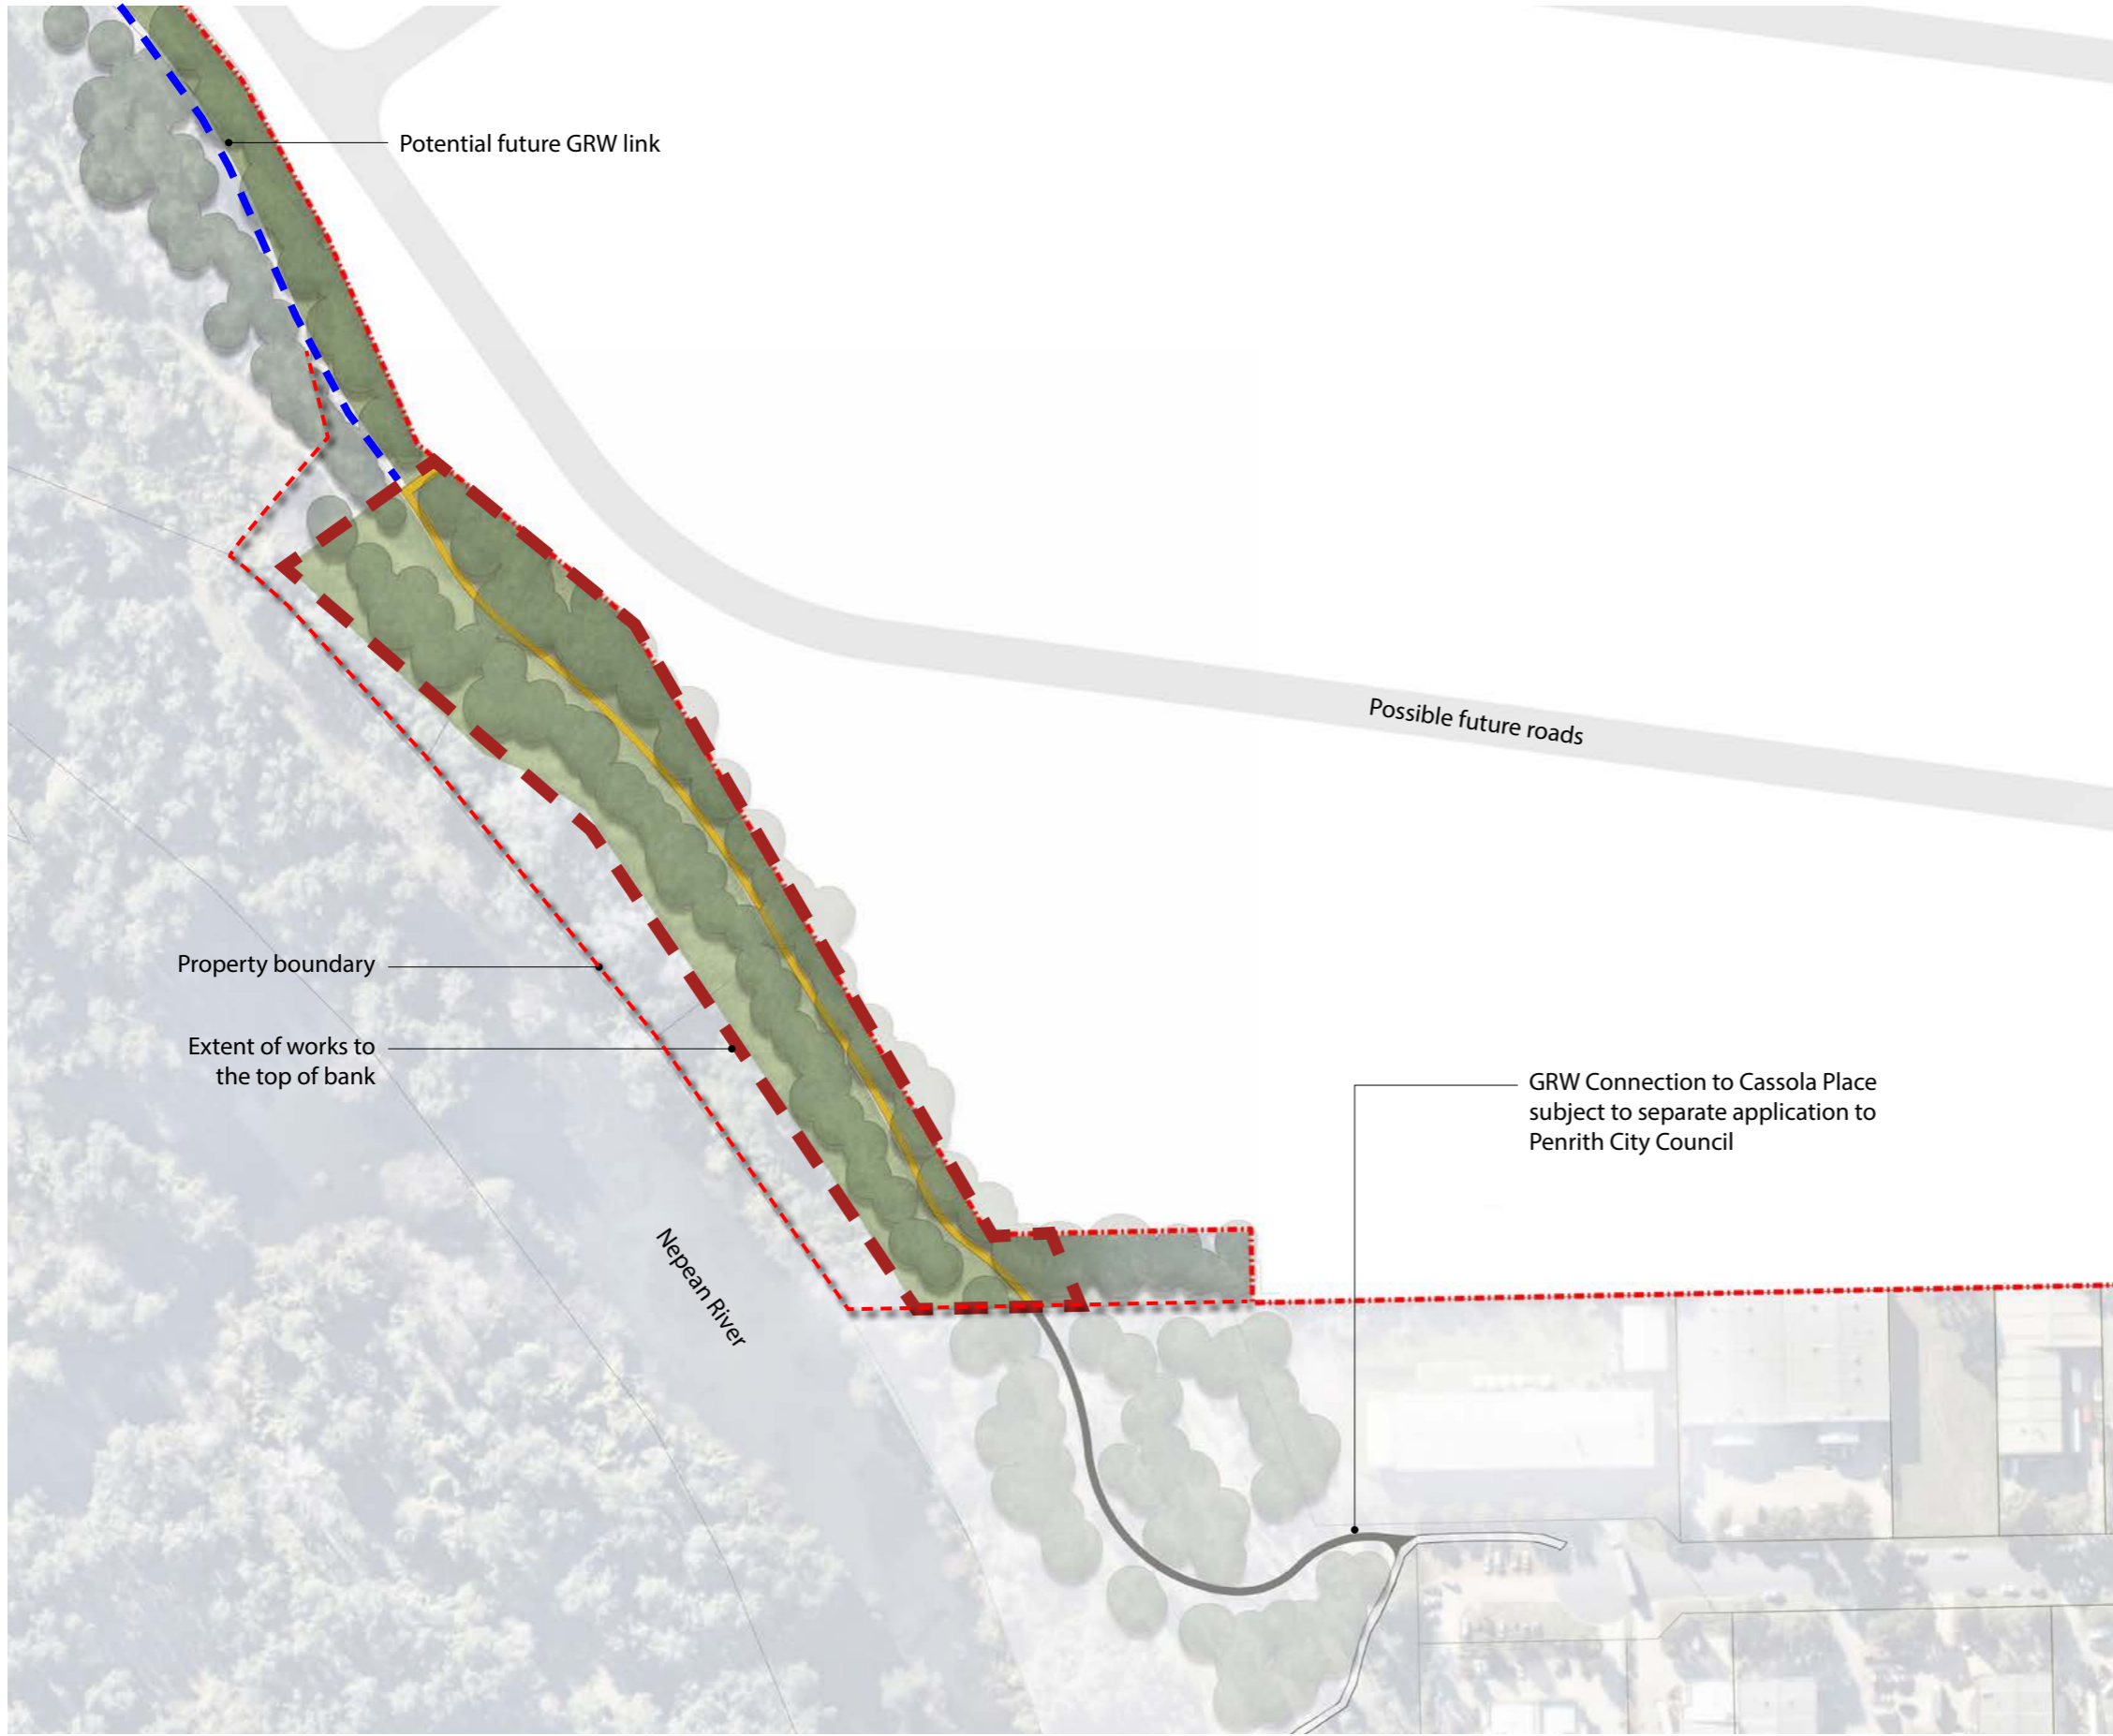 Potential future GRW link
Possible future roads
Property boundary
Extent of works to
the top of bank
GRW Connection to Cassola Place
subject to separate application to
Penrith City Council
Nepean River